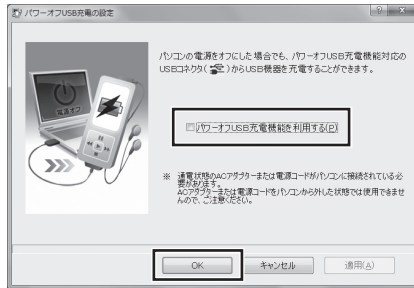 パワーオフUSB充電の設定
パソコンの電源をオフにした場合でも、パワーオフUSB充電機能対応の
USBコネクタ( )からUSB機器を充電することができます。
電源オフ
パワーオフUSB充電機能を利用する(P)
※ 通電状態のACアダプターまたは電源コードがパソコンに接続されている必
要があります。
ACアダプターまたは電源コードをパソコンから外した状態では使用できませ
んので、ご注意ください。
OK
キャンセル
適用(A)